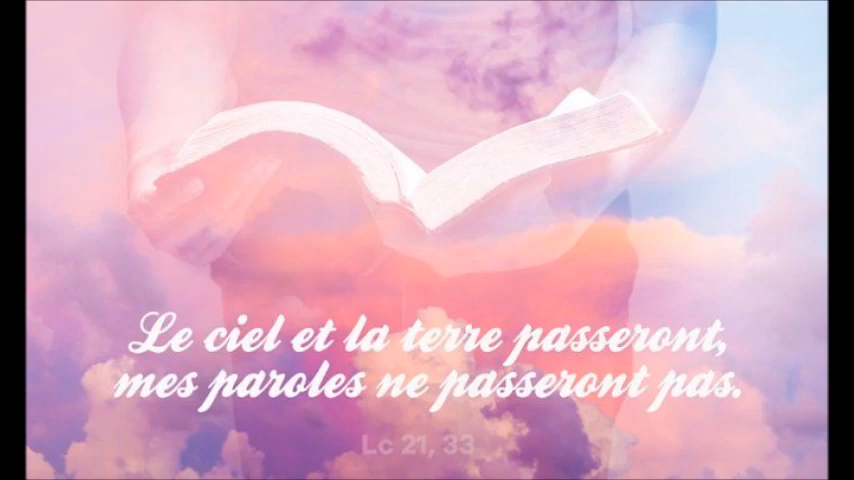 Le ciel et la terre passeront,
mes paroles ne passeront pas.
Lc 21, 33